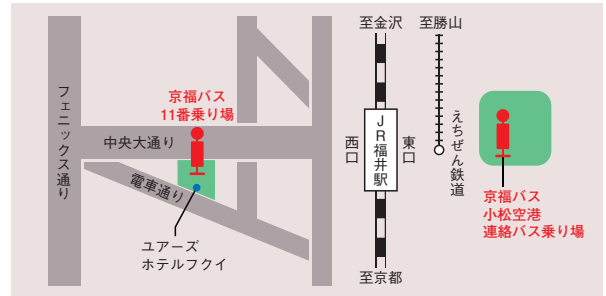 至金沢
至勝山
フェニックス通り
京福バス
11番乗り場
中央大通り
電車通り
ユアーズ
ホテルフクイ
西口
JR福井駅
東口
えちぜん鉄道
京福バス
小松空港
連絡バス乗り場
至京都